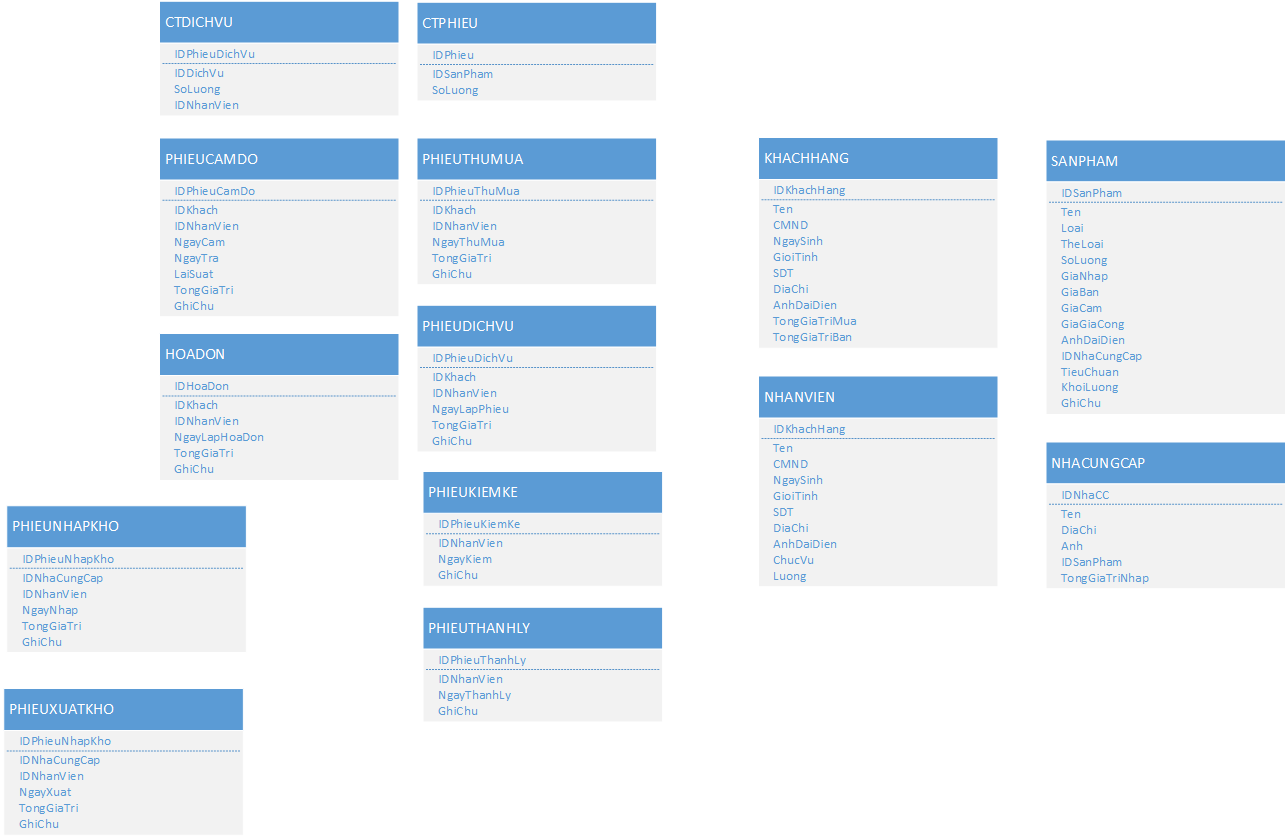 CTDICHVU
IDPhieuDichVu
IDDichVu
SoLuong
IDNhanVien
CTPHIEU
IDPhieu
IDSanPham
SoLuong
PHIEUCAMDO
IDPhieuCamDo
IDKhach
IDNhanVien
NgayCam
NgayTra
LaiSuat
TongGiaTri
GhiChu
PHIEUTHUMUA
IDPhieuThuMua
IDKhach
IDNhanVien
NgayThuMua
TongGiaTri
GhiChu
KHACHHANG
IDKhachHang
Ten
CMND
NgaySinh
GioiTinh
SDT
DiaChi
AnhDaiDien
TongGiaTriMua
TongGiaTriBan
SANPHAM
IDSanPham
Ten
Loai
TheLoai
SoLuong
GiaNhap
GiaBan
GiaCam
GiaGiaCong
AnhDaiDien
IDNhaCungCap
TieuChuan
KhoiLuong
GhiChu
HOADON
IDHoaDon
IDKhach
IDNhanVien
NgayLapHoaDon
TongGiaTri
GhiChu
PHIEUDICHVU
IDPhieuDichVu
IDKhach
IDNhanVien
NgayLapPhieu
TongGiaTri
GhiChu
NHANVIEN
IDKhachHang
Ten
CMND
NgaySinh
GioiTinh
SDT
DiaChi
AnhDaiDien
ChucVu
Luong
NHACUNGCAP
IDNhaCC
Ten
DiaChi
Anh
IDSanPham
TongGiaTriNhap
PHIEUNHAPKHO
IDPhieuNhapKho
IDNhaCungCap
IDNhanVien
NgayNhap
TongGiaTri
GhiChu
PHIEUKIEMKE
IDPhieuKiemKe
IDNhanVien
NgayKiem
GhiChu
PHIEUTHANHLY
IDPhieuThanhLy
IDNhanVien
NgayThanhLy
GhiChu
PHIEUXUATKHO
IDPhieuNhapKho
IDNhaCungCap
IDNhanVien
NgayXuat
TongGiaTri
GhiChu